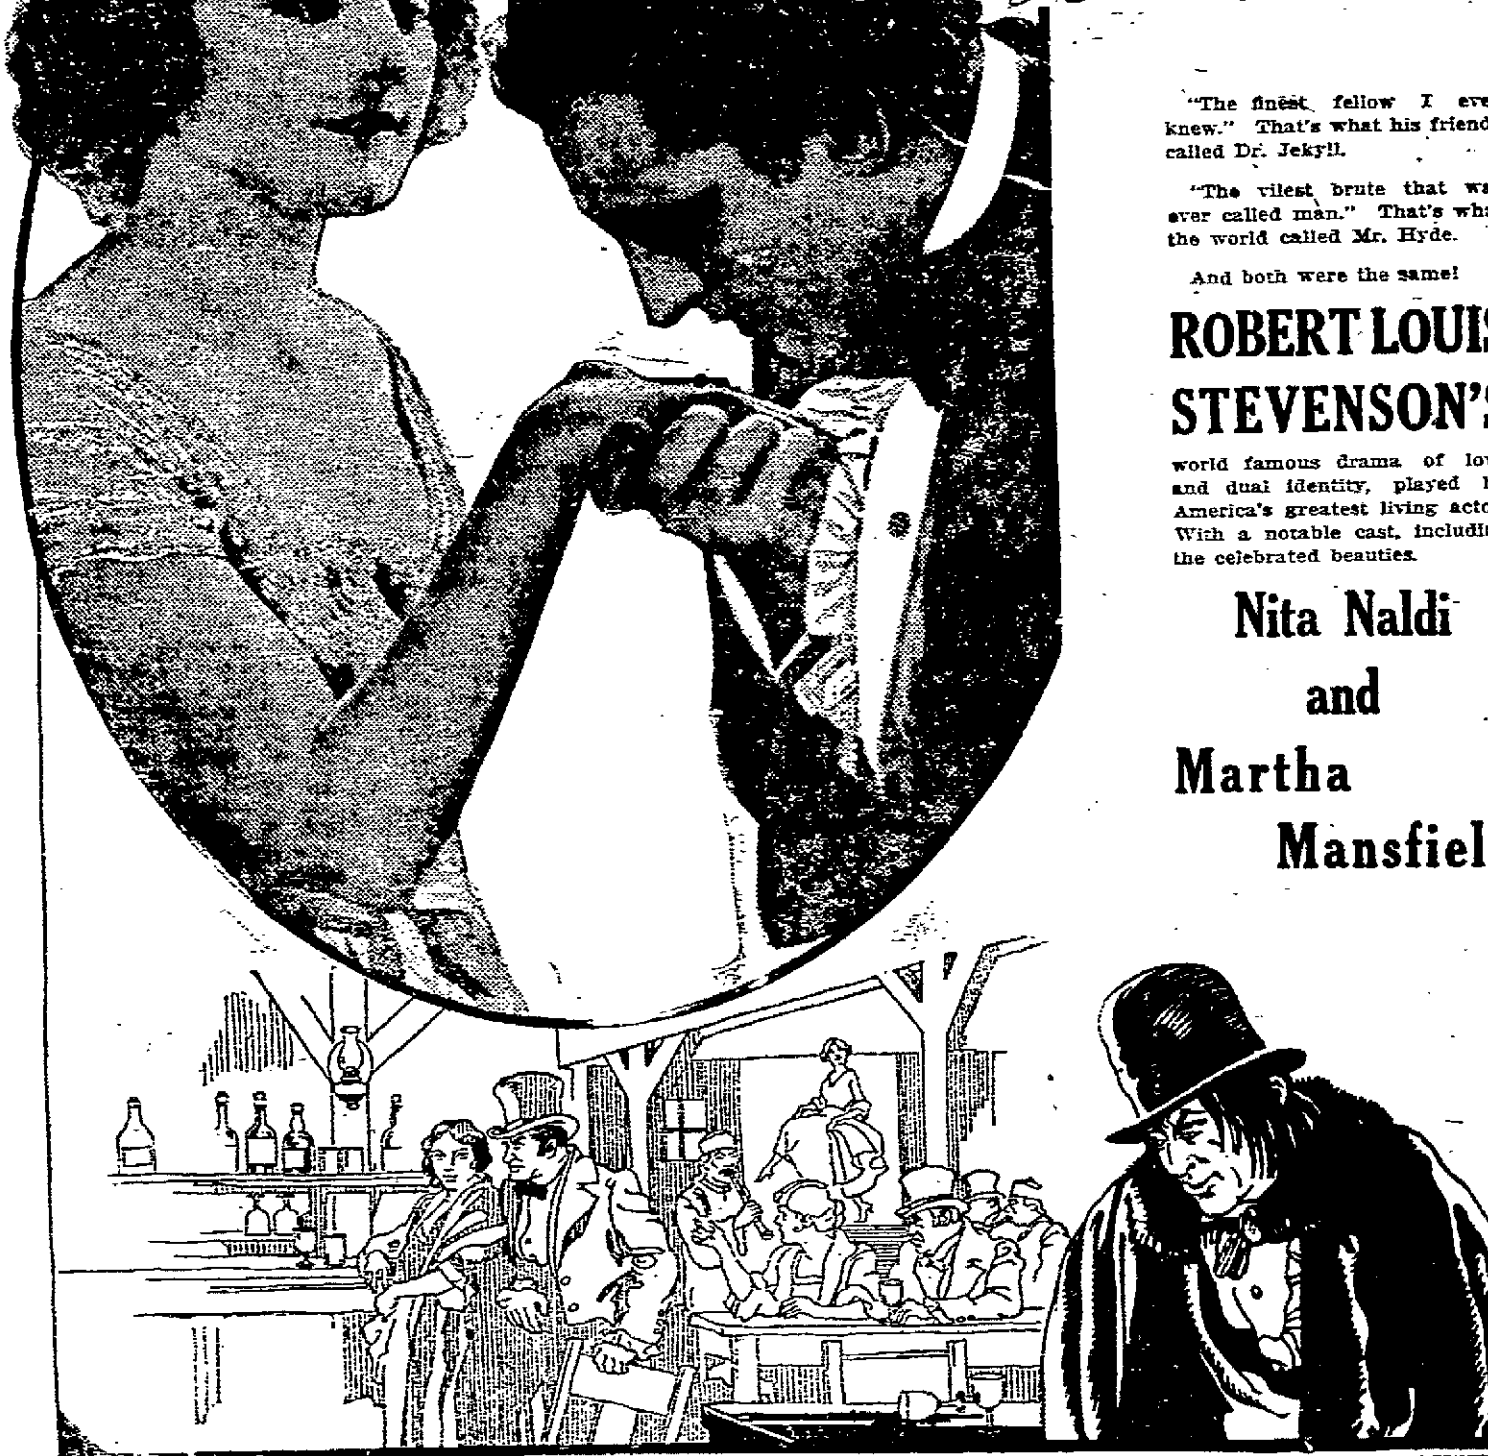 "The finest fellow I eve
knew." That's what his friend
called Dr. Jekyll.
"The vilest brute that wa
ever called man." That's wha
the world called Mr. Hyde.
And both were the same!
ROBERT LOUIS
STEVENSON'S
world famous drama of lov
and dual identity, played b
America's greatest living acto
With a notable cast, includin
the celebrated beauties.
Nita Naldi
and
Martha
Mansfiel